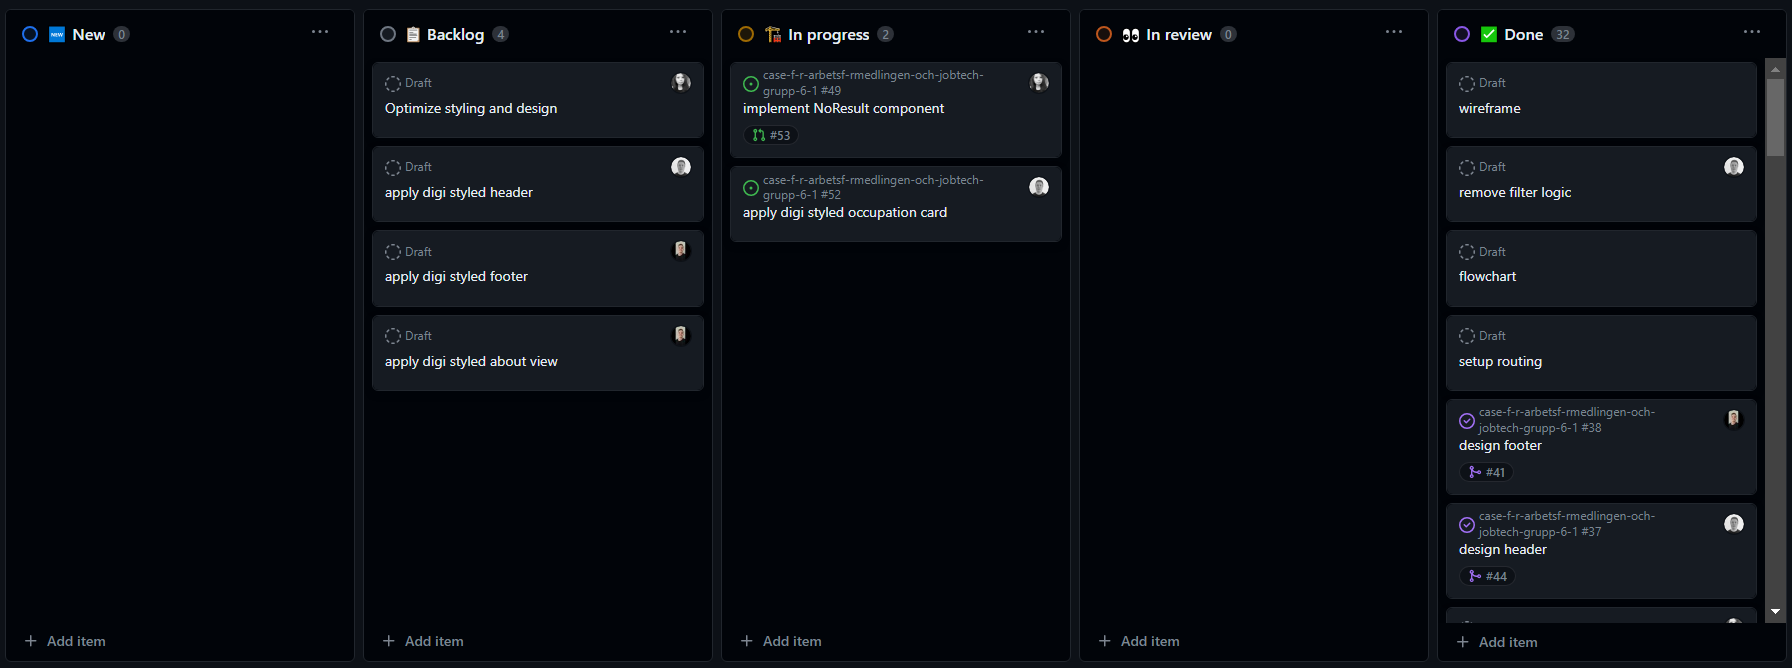 New 0
Backlog 4
Draft
Optimize styling and design
Draft
apply digi styled header
Draft
apply digi styled footer
Draft
apply digi styled about view
In progress 2
case-f-r-arbetsf-rmedlingen-och-jobtech-
grupp-6-1 #49
implement NoResult component
#53
case-f-r-arbetsf-rmedlingen-och-jobtech-
grupp-6-1 #52
apply digi styled occupation card
In review 0
Done 32
Draft
wireframe
Draft
remove filter logic
Draft
flowchart
Draft
setup routing
case-f-r-arbetsf-rmedlingen-och-
jobtech-grupp-6-1 #38
design footer
#41
case-f-r-arbetsf-rmedlingen-och-
jobtech-grupp-6-1 #37
design header
#44
Add item
Add item
Add item
Add item
Add item